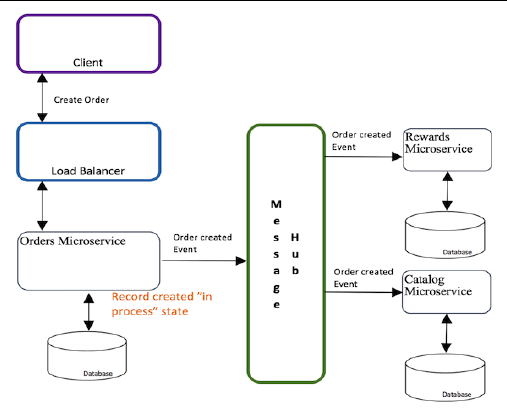 Client
Create Order
Load Balancer
Orders Microservice
Order created
Event
Record created "in
process" state
Database
Message
Hub
Order created
Event
Rewards
Microservice
Database
Order created
Event
Catalog
Microservice
Database